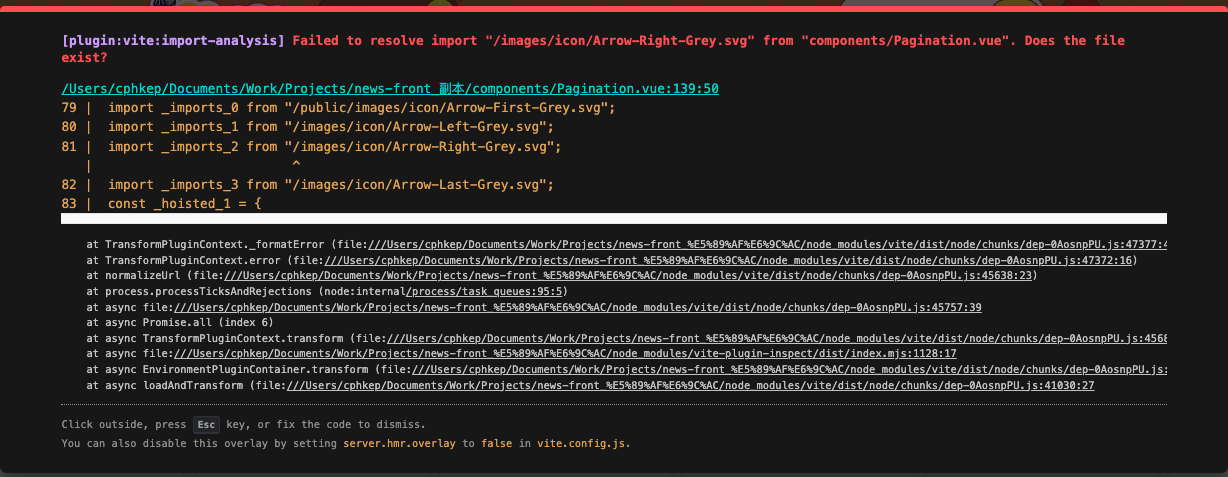 [plugin:vite:import-analysis] Failed to resolve import "/images/icon/Arrow-Right-Grey.svg" from "components/Pagination.vue". Does the file
exist?
/Users/cphkep/Documents/Work/Projects/news-front 副本/components/Pagination.vue:139:50
79 |  import _imports_0 from "/public/images/icon/Arrow-First-Grey.svg";
80 |  import _imports_1 from "/images/icon/Arrow-Left-Grey.svg";
81 |  import _imports_2 from "/images/icon/Arrow-Right-Grey.svg";
   |                          ^
82 |  import _imports_3 from "/images/icon/Arrow-Last-Grey.svg";
83 |  const _hoisted_1 = {
at TransformPluginContext._formatError (file:///Users/cphkep/Documents/Work/Projects/news-front_%E5%89%AF%E6%9C%AC/node_modules/vite/dist/node/chunks/dep-0AosnpPU.js:47377:4
at TransformPluginContext.error (file:///Users/cphkep/Documents/Work/Projects/news-front_%E5%89%AF%E6%9C%AC/node_modules/vite/dist/node/chunks/dep-0AosnpPU.js:47372:16)
at normalizeUrl (file:///Users/cphkep/Documents/Work/Projects/news-front_%E5%89%AF%E6%9C%AC/node_modules/vite/dist/node/chunks/dep-0AosnpPU.js:45638:23)
at process.processTicksAndRejections (node:internal/process/task_queues:95:5)
at async file:///Users/cphkep/Documents/Work/Projects/news-front_%E5%89%AF%E6%9C%AC/node_modules/vite/dist/node/chunks/dep-0AosnpPU.js:45757:39
at async Promise.all (index 6)
at async TransformPluginContext.transform (file:///Users/cphkep/Documents/Work/Projects/news-front_%E5%89%AF%E6%9C%AC/node_modules/vite/dist/node/chunks/dep-0AosnpPU.js:4568
at async file:///Users/cphkep/Documents/Work/Projects/news-front_%E5%89%AF%E6%9C%AC/node_modules/vite-plugin-inspect/dist/index.mjs:1128:17
at async EnvironmentPluginContainer.transform (file:///Users/cphkep/Documents/Work/Projects/news-front_%E5%89%AF%E6%9C%AC/node_modules/vite/dist/node/chunks/dep-0AosnpPU.js:
at async loadAndTransform (file:///Users/cphkep/Documents/Work/Projects/news-front_%E5%89%AF%E6%9C%AC/node_modules/vite/dist/node/chunks/dep-0AosnpPU.js:41030:27
Click outside, press Esc key, or fix the code to dismiss.
You can also disable this overlay by setting server.hmr.overlay to false in vite.config.js.